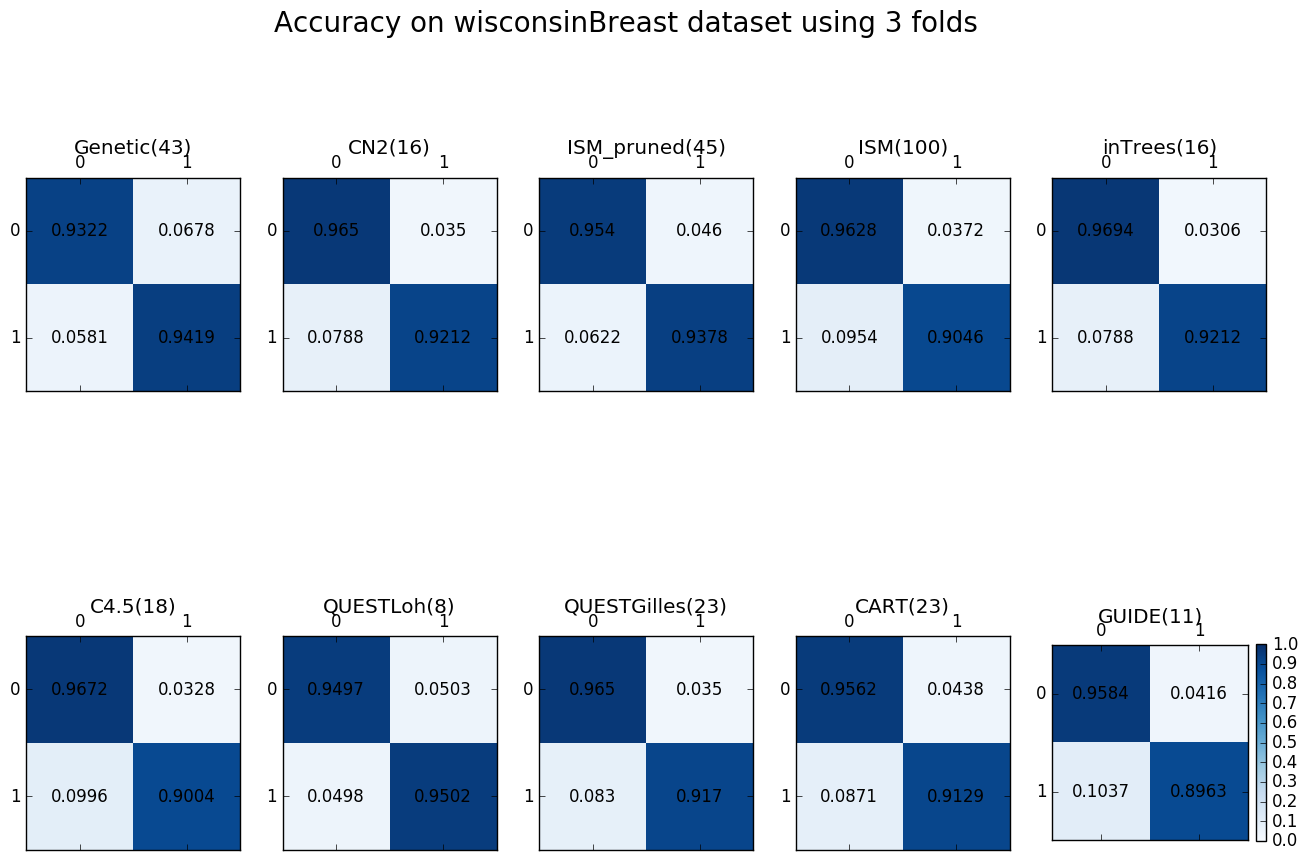 Accuracy on wisconsinBreast dataset using 3 folds
Genetic(43) CN2(16) ISM_pruned(45) ISM(100) inTrees(16)
0 1 0 1 0 1 0 1 0 1
0 0.9322 0.0678 0 0.965 0.035 0 0.954 0.046 0 0.9628 0.0372 0 0.9694 0.0306
1 0.0581 0.9419 1 0.0788 0.9212 1 0.0622 0.9378 1 0.0954 0.9046 1 0.0788 0.9212
C4.5(18) QUESTLoh(8) QUESTGilles(23) CART(23) GUIDE(11)
0 1 0 1 0 1 0 1 0 1
0 0.9672 0.0328 0 0.9497 0.0503 0 0.965 0.035 0 0.9562 0.0438 0 0.9584 0.0416
1 0.0996 0.9004 1 0.0498 0.9502 1 0.083 0.917 1 0.0871 0.9129 1 0.1037 0.8963
1.0
0.9
0.8
0.7
0.6
0.5
0.4
0.3
0.2
0.1
0.0